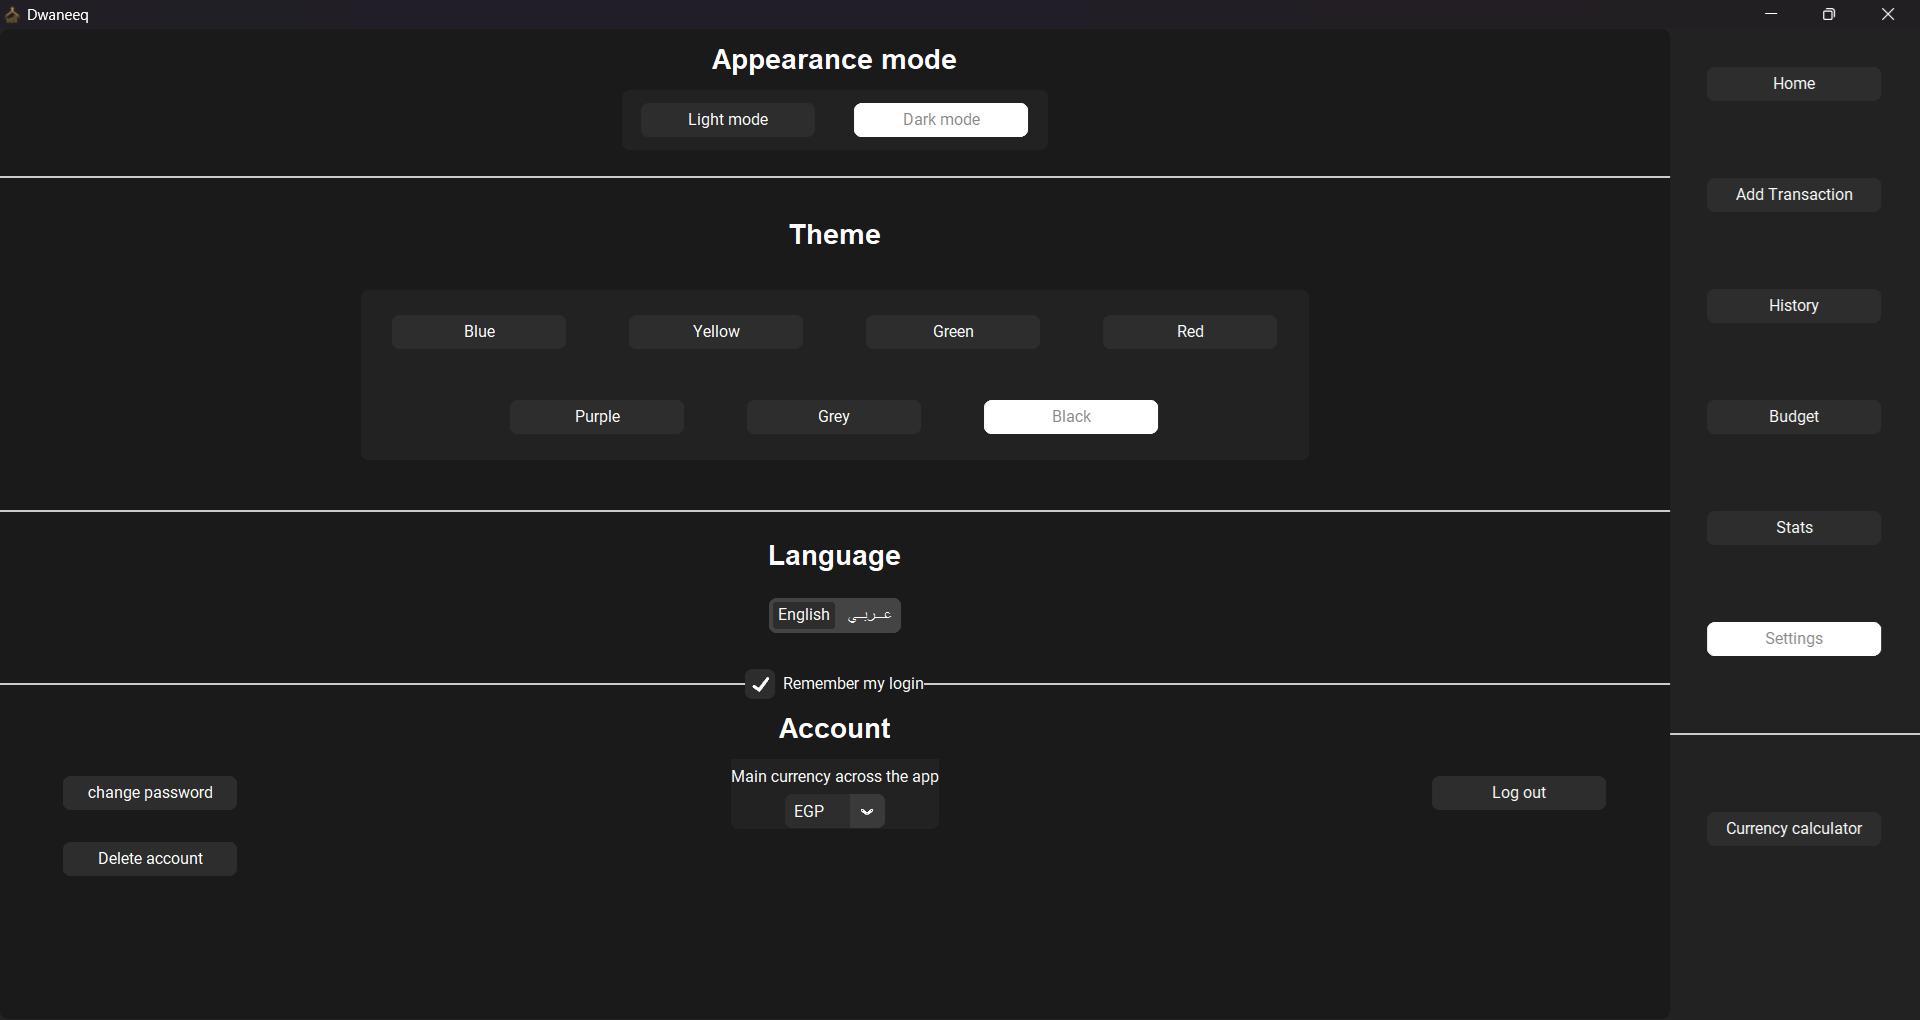 Dwaneeq
Appearance mode
Light mode
Dark mode
Theme
Blue
Yellow
Green
Red
Purple
Grey
Black
Language
English
عربي
Remember my login
Account
Main currency across the app
EGP
change password
Delete account
Log out
Home
Add Transaction
History
Budget
Stats
Settings
Currency calculator